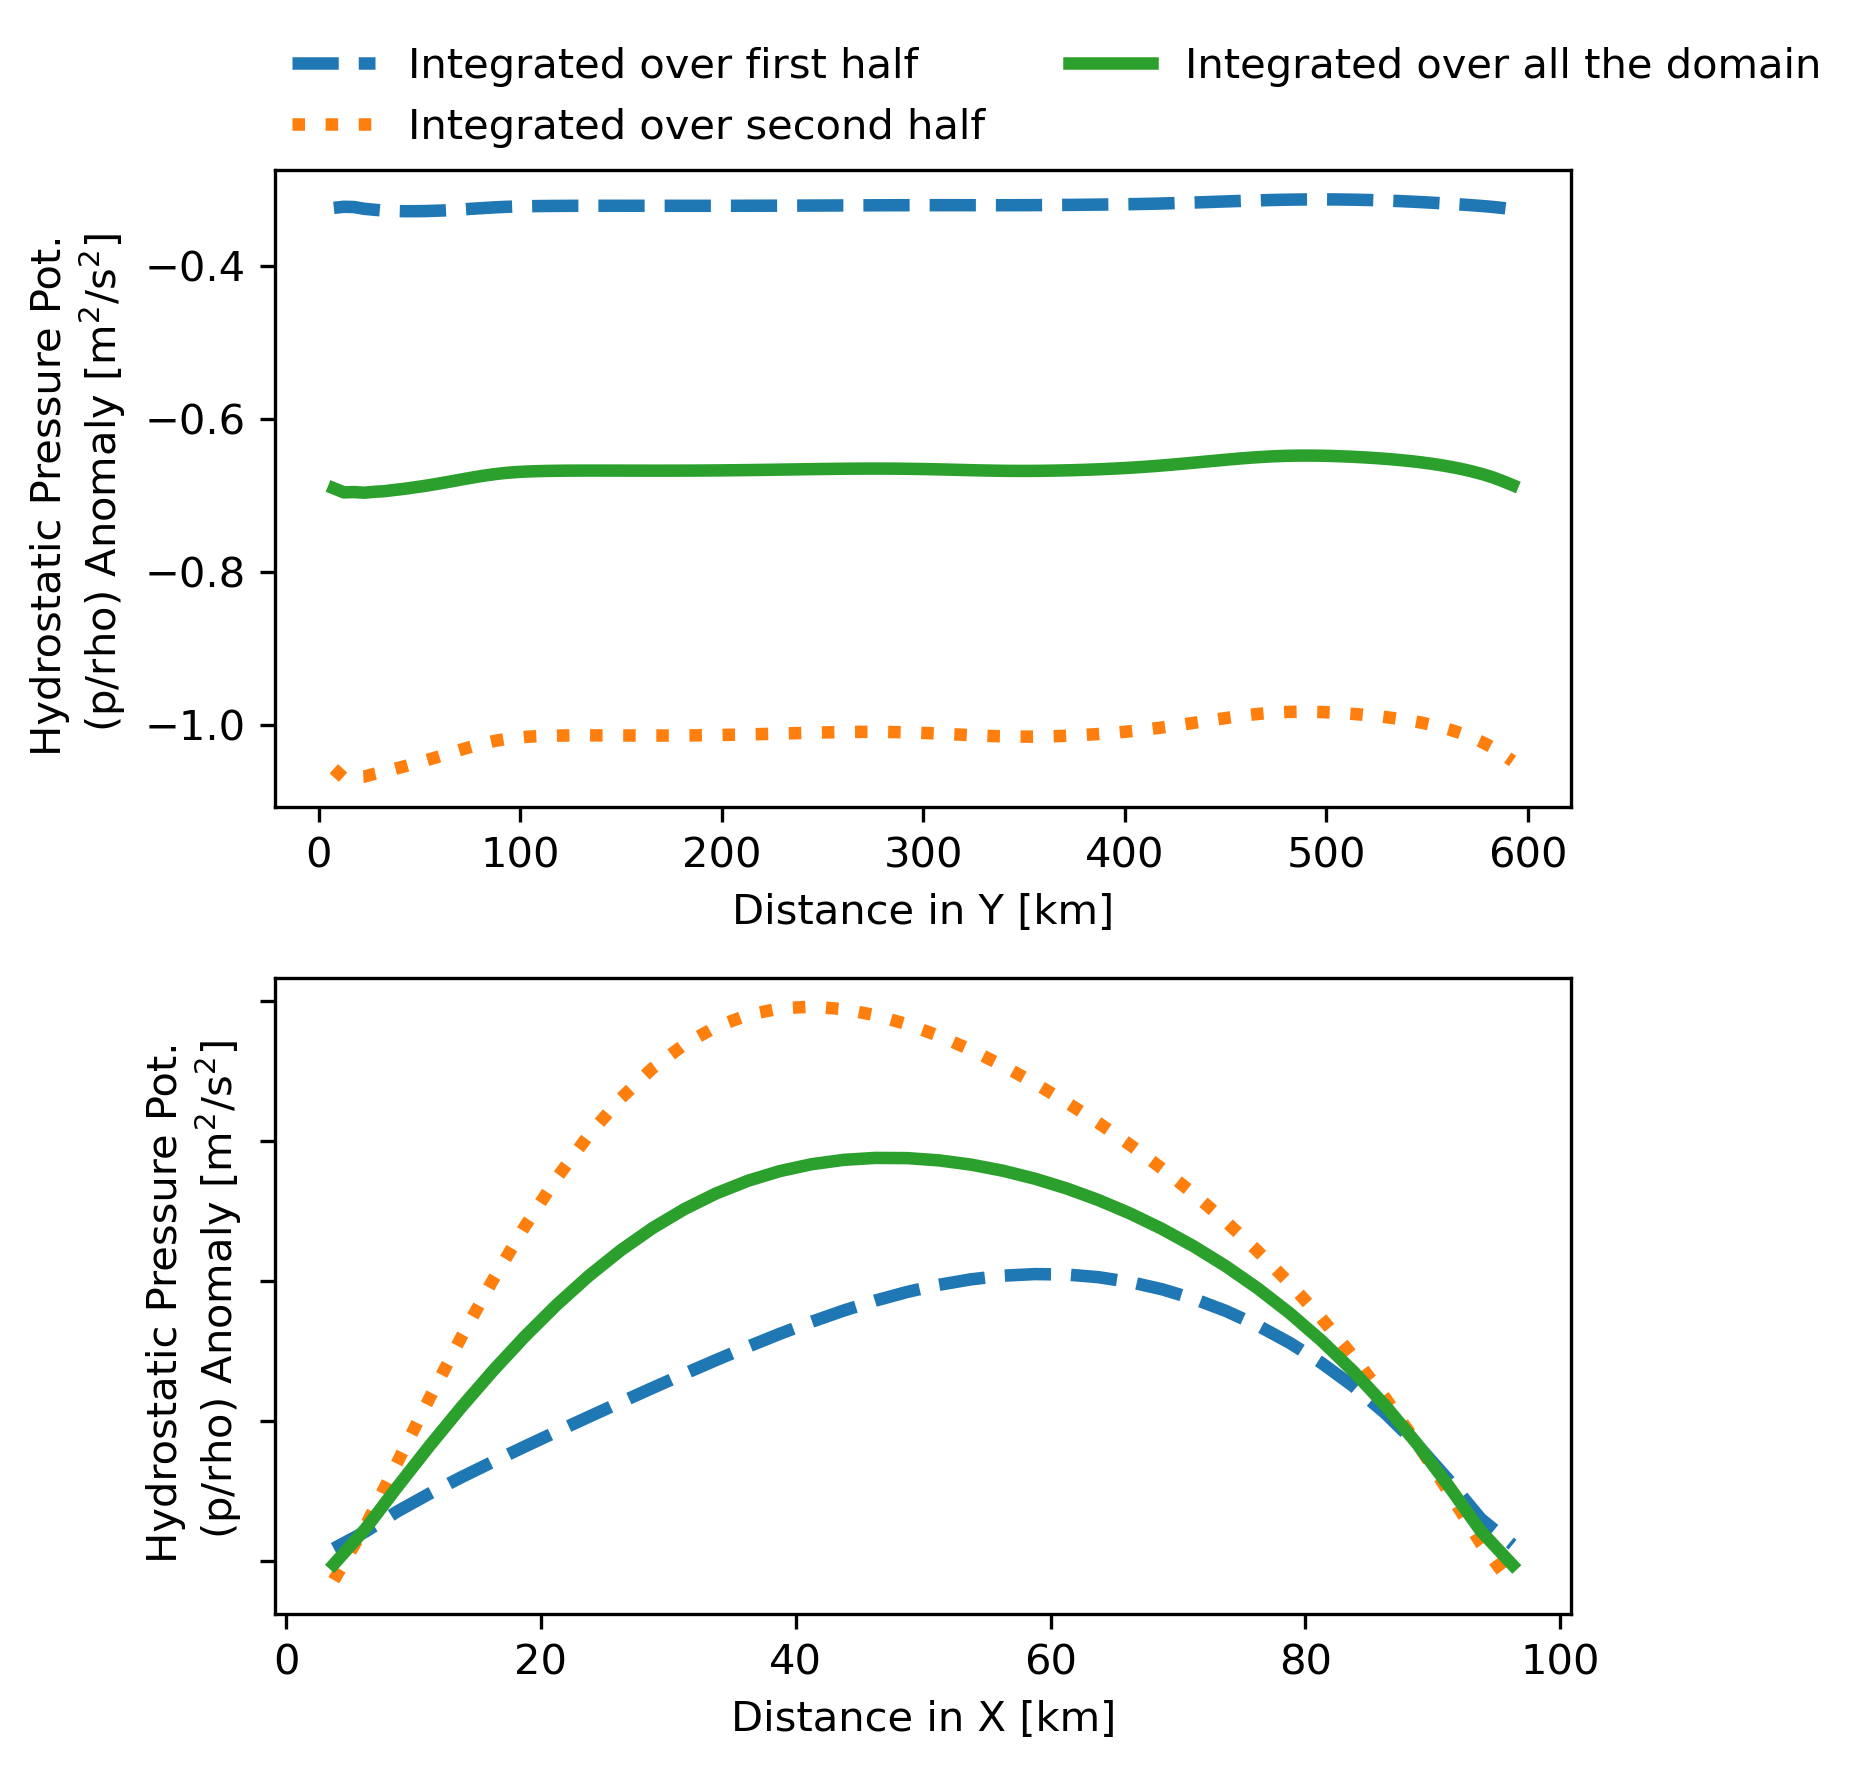 Integrated over first half
Integrated over second half
Integrated over all the domain
Hydrostatic Pressure Pot.
(p/rho) Anomaly [m²/s²]
−0.4
−0.6
−0.8
−1.0
0 100 200 300 400 500 600
Distance in Y [km]
Hydrostatic Pressure Pot.
(p/rho) Anomaly [m²/s²]
0 20 40 60 80 100
Distance in X [km]